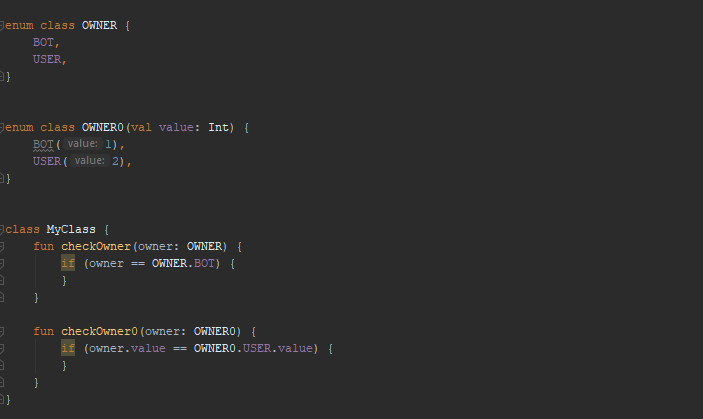 enum class OWNER {
BOT,
USER,
}
enum class OWNER0(val value: Int) {
BOT( value: 1),
USER( value: 2),
}
class MyClass {
fun checkOwner(owner: OWNER) {
if (owner == OWNER.BOT) {
}
}
fun checkOwner0(owner: OWNER0) {
if (owner.value == OWNER0.USER.value) {
}
}
}